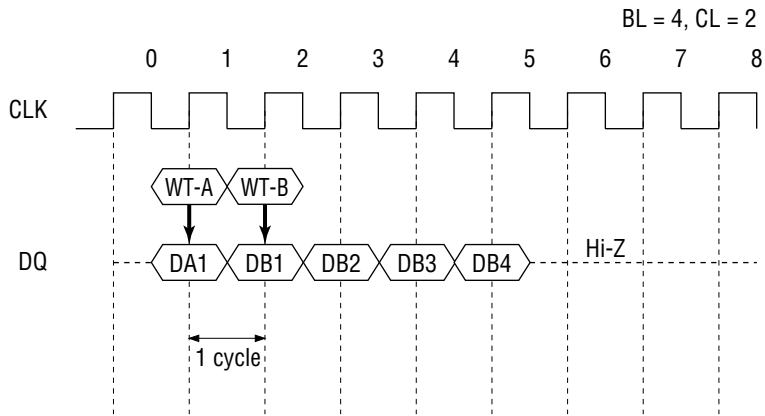 BL = 4, CL = 2
0 1 2 3 4 5 6 7 8
CLK
WT-A WT-B
DQ DA1 DB1 DB2 DB3 DB4 Hi-Z
1 cycle